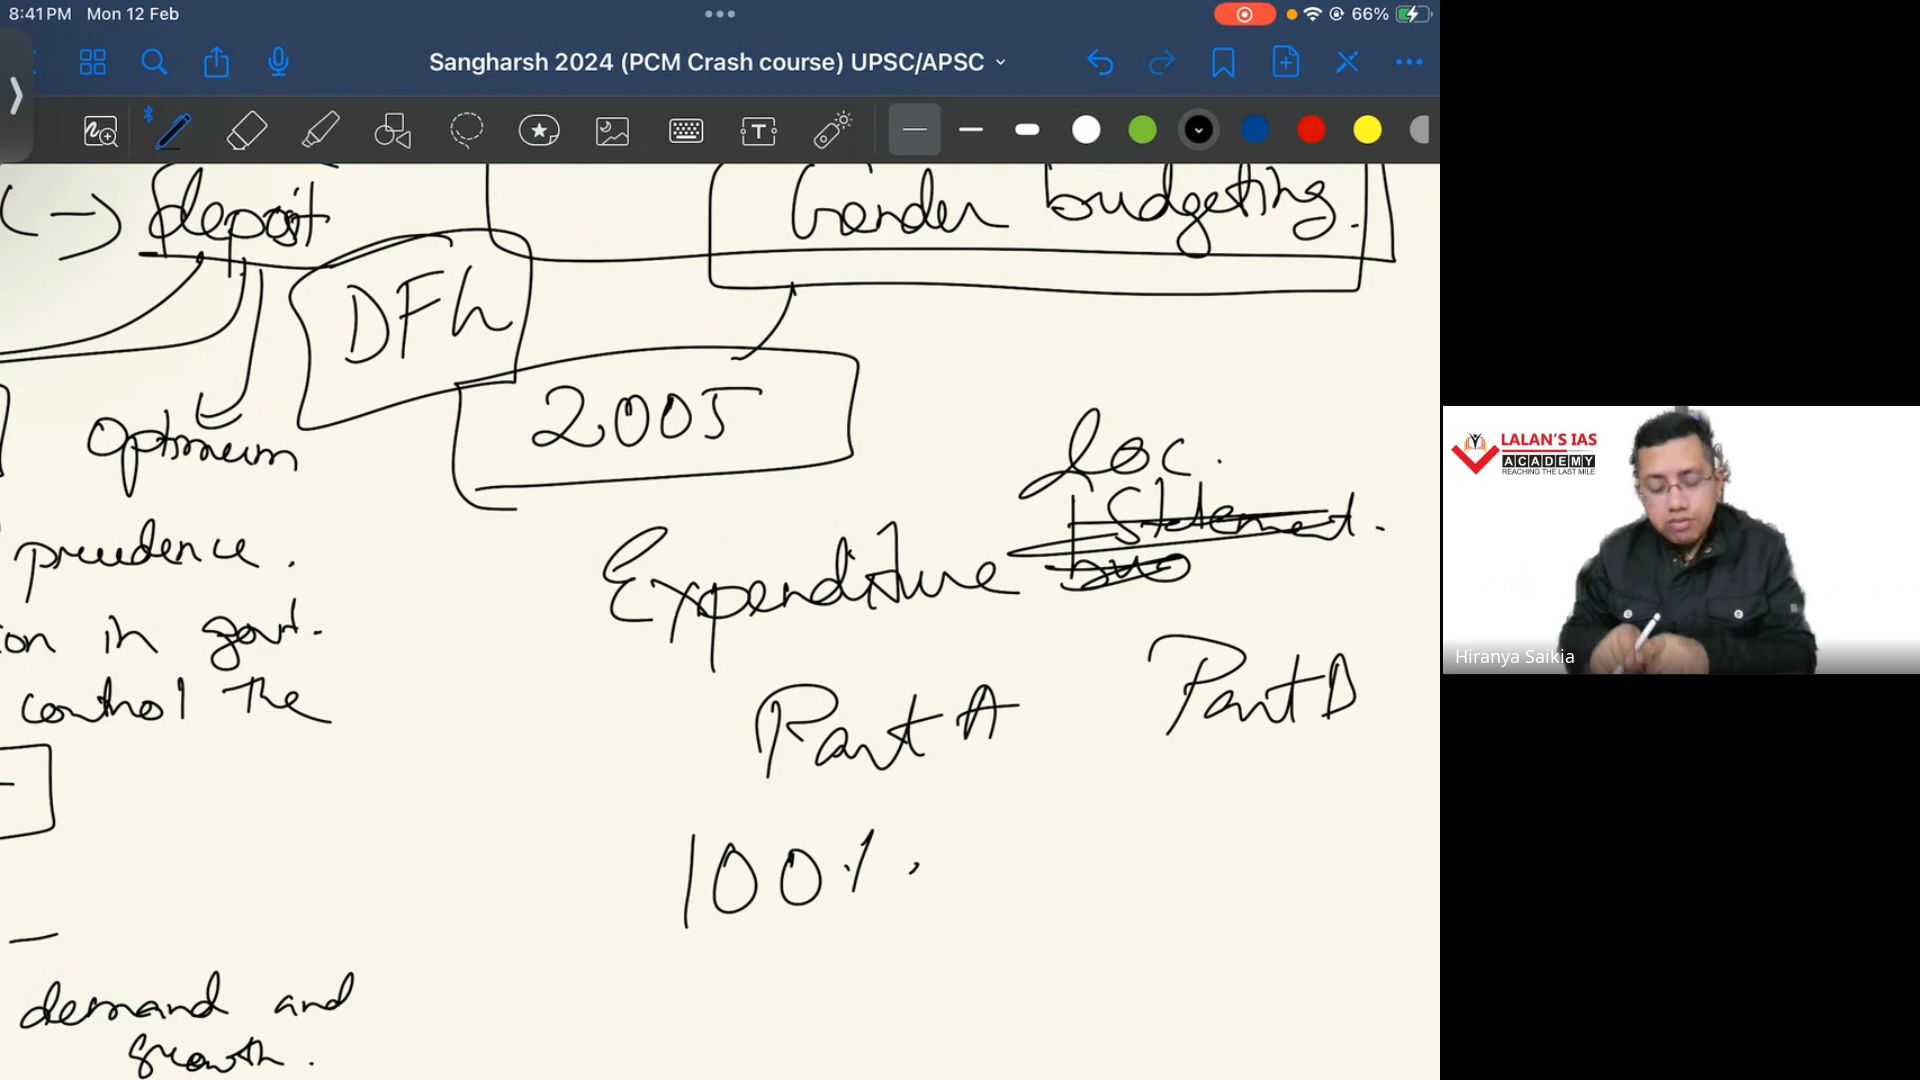 8:41 PM Mon 12 Feb
66%
Sangharsh 2024 (PCM Crash course) UPSC/APSC
(-) deposit
Gender budgeting.
DFh
2005
optimum
doc.
Statement.
prudence.
Expenditure
on in govt.
control the
Part A
Part B
100%.
demand and
growth.
LALAN'S IAS
ACADEMY
REACHING THE LAST MILE
Hiranya Saikia